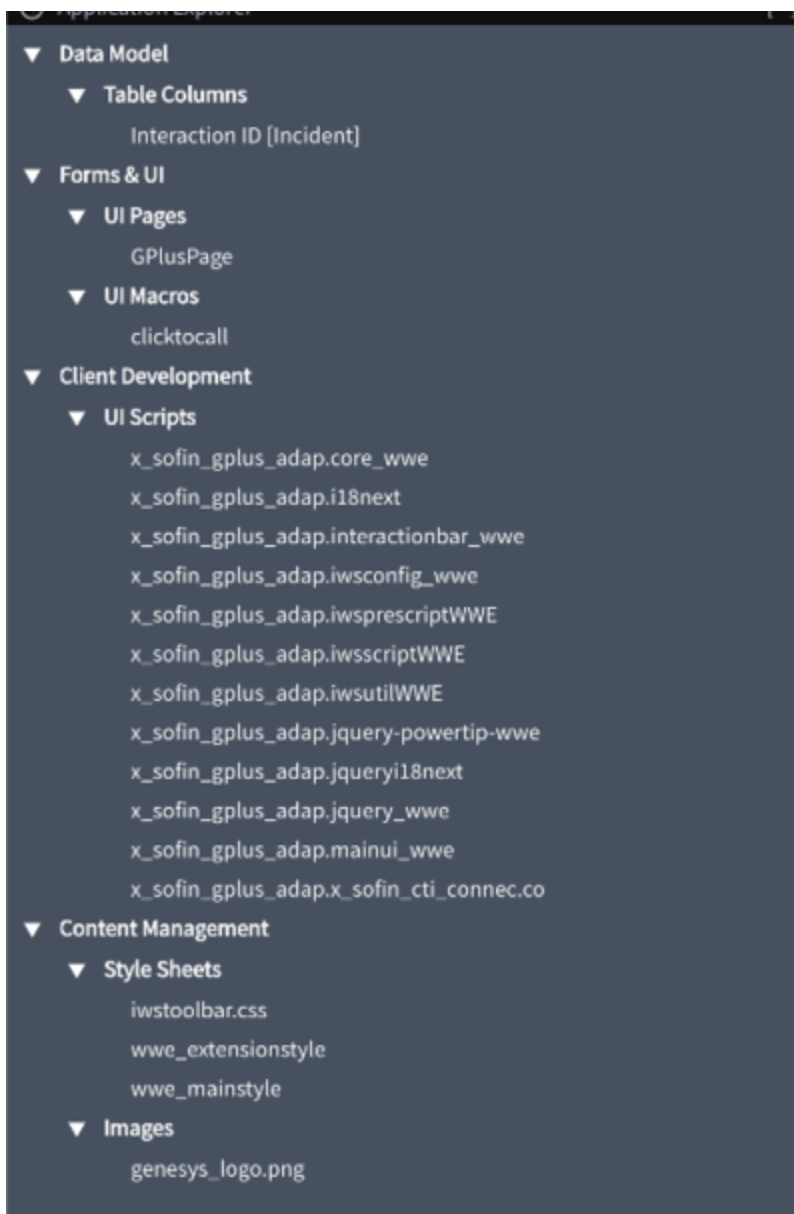 Application Explorer
Data Model
Table Columns
Interaction ID [Incident]
Forms & UI
UI Pages
GPlusPage
UI Macros
clicktocall
Client Development
UI Scripts
x_sofin_gplus_adap.core_wwe
x_sofin_gplus_adap.i18next
x_sofin_gplus_adap.interactionbar_wwe
x_sofin_gplus_adap.iwsconfig_wwe
x_sofin_gplus_adap.iwsprescriptWWE
x_sofin_gplus_adap.iwsscriptWWE
x_sofin_gplus_adap.iwsutilWWE
x_sofin_gplus_adap.jquery-powertip-wwe
x_sofin_gplus_adap.jqueryi18next
x_sofin_gplus_adap.jquery_wwe
x_sofin_gplus_adap.mainui_wwe
x_sofin_gplus_adap.x_sofin_cti_connec.co
Content Management
Style Sheets
iwstoolbar.css
wwe_extensionstyle
wwe_mainstyle
Images
genesys_logo.png